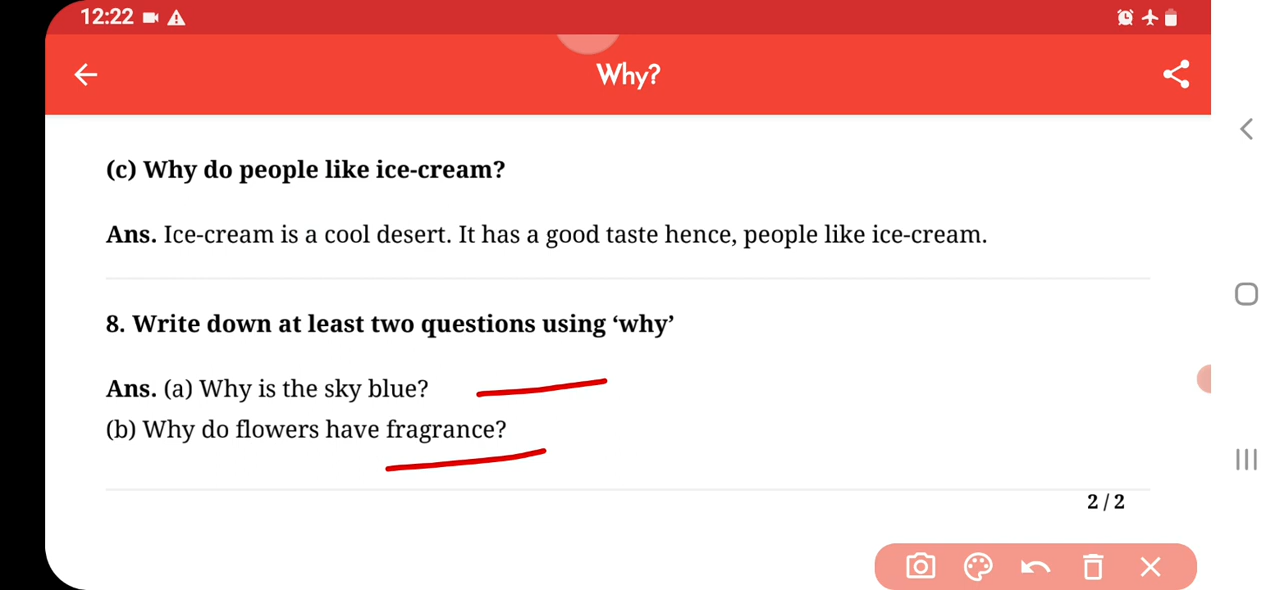 12:22
Why?
(c) Why do people like ice-cream?
Ans. Ice-cream is a cool desert. It has a good taste hence, people like ice-cream.
8. Write down at least two questions using ‘why’
Ans. (a) Why is the sky blue?
(b) Why do flowers have fragrance?
2 / 2